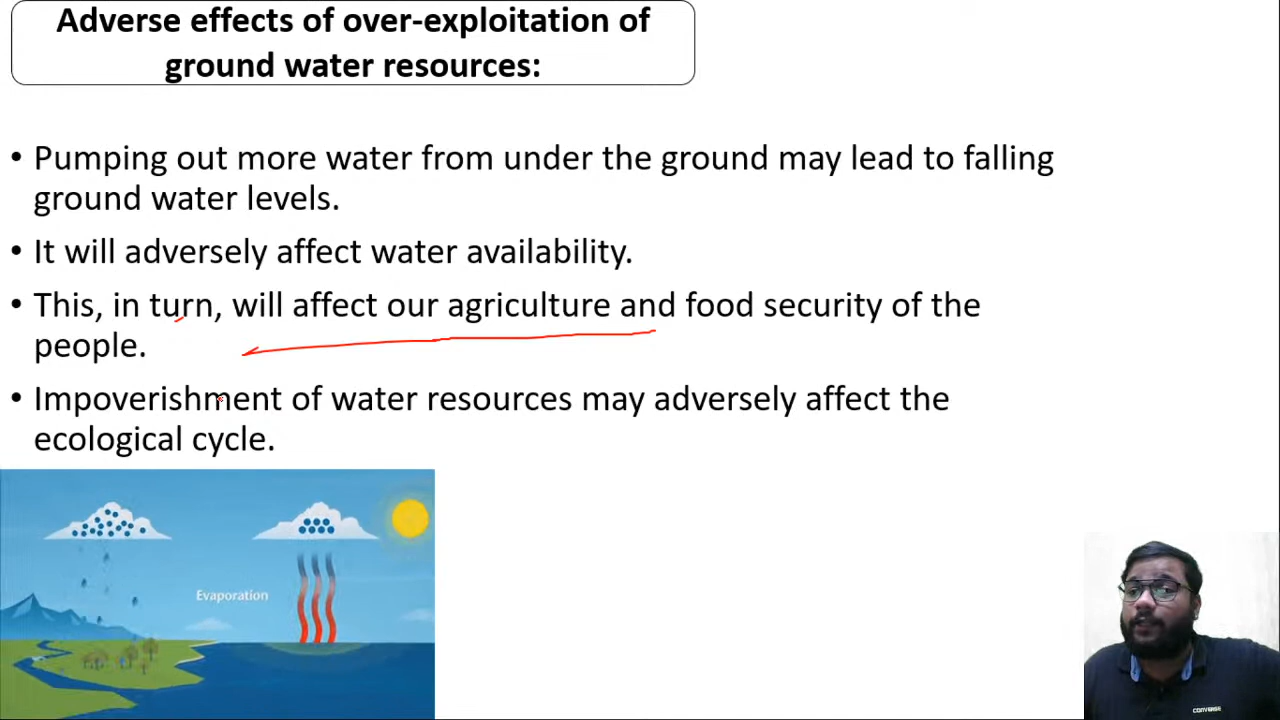 Adverse effects of over-exploitation of
ground water resources:
• Pumping out more water from under the ground may lead to falling
ground water levels.
• It will adversely affect water availability.
• This, in turn, will affect our agriculture and food security of the
people.
• Impoverishment of water resources may adversely affect the
ecological cycle.
Evaporation
CONVERSE